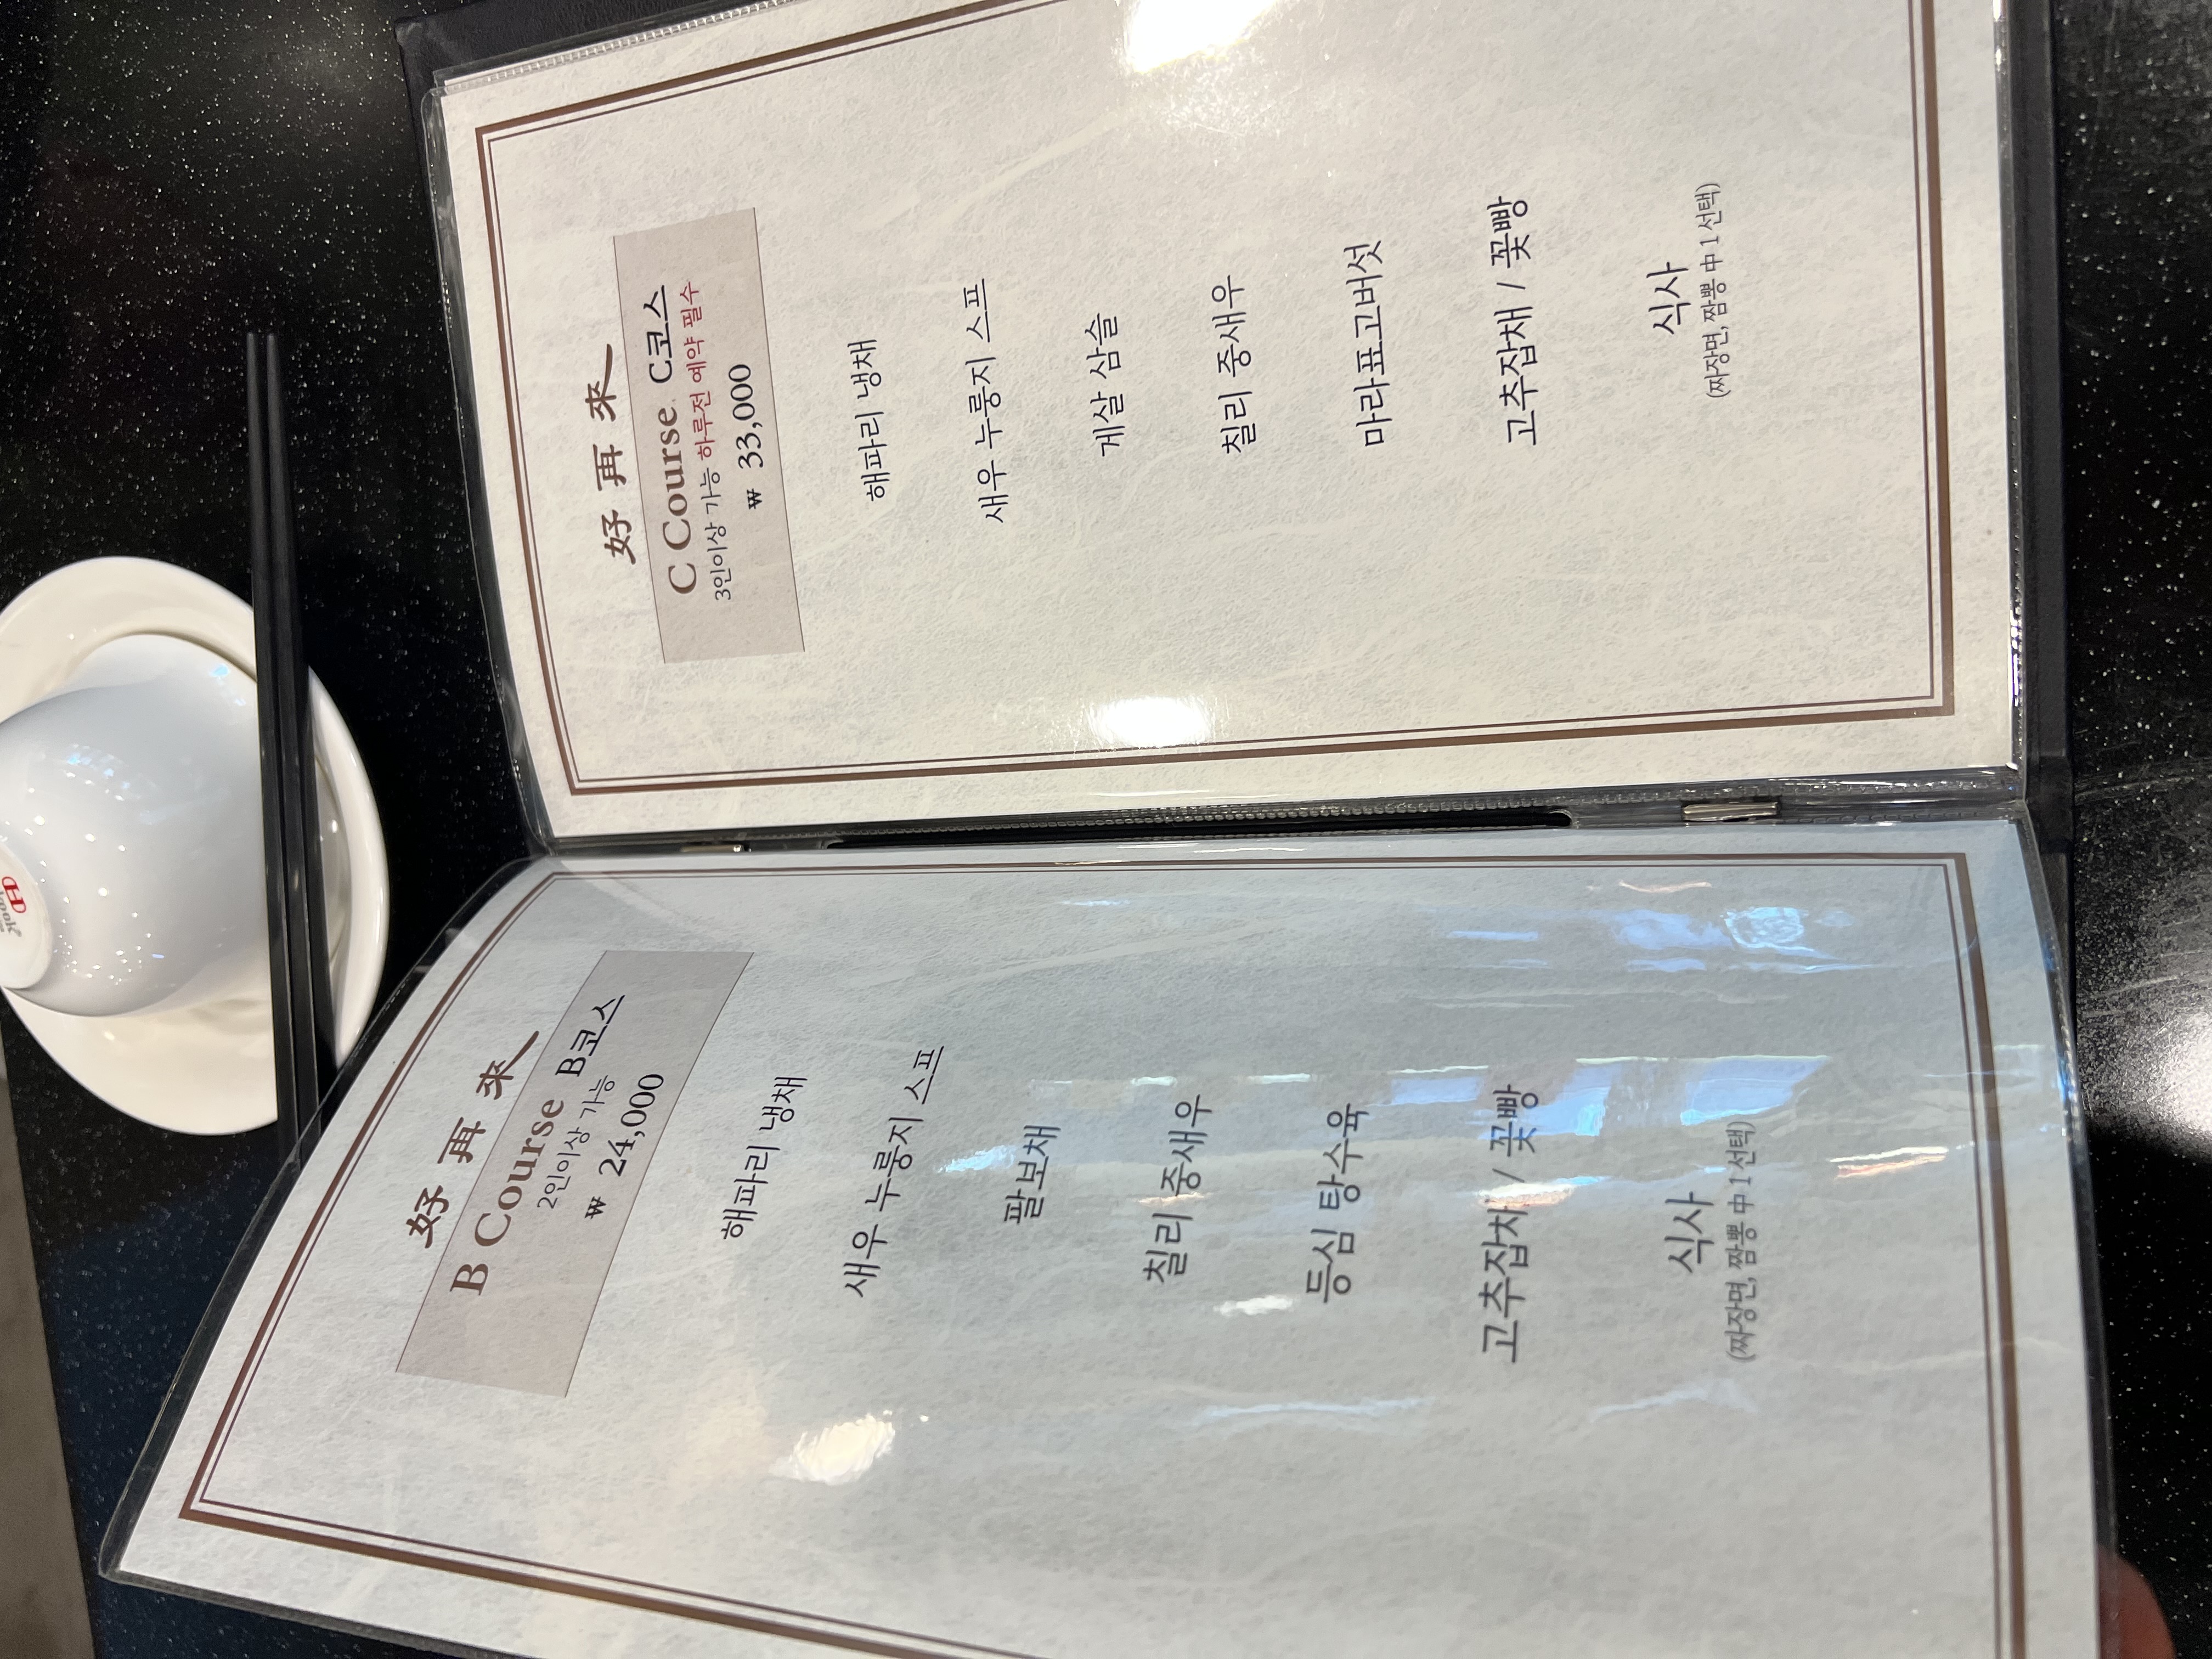 好再來
B Course B코스
2인이상 가능
₩ 24,000
해파리 냉채
새우 누룽지 스프
팔보채
칠리 중새우
등심 탕수육
고추잡채 / 꽃빵
식사
(짜장면, 짬뽕 中 1 선택)
好再來
C Course C코스
3인이상 가능 하루전 예약 필수
₩ 33,000
해파리 냉채
새우 누룽지 스프
게살 삼슬
칠리 중새우
마라표고버섯
고추잡채 / 꽃빵
식사
(짜장면, 짬뽕 中 1 선택)